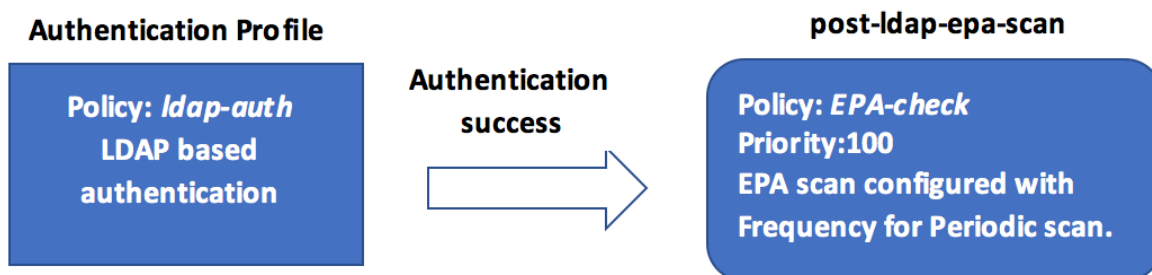 Authentication Profile
Policy: ldap-auth
LDAP based
authentication
Authentication
success
post-ldap-epa-scan
Policy: EPA-check
Priority:100
EPA scan configured with
Frequency for Periodic scan.